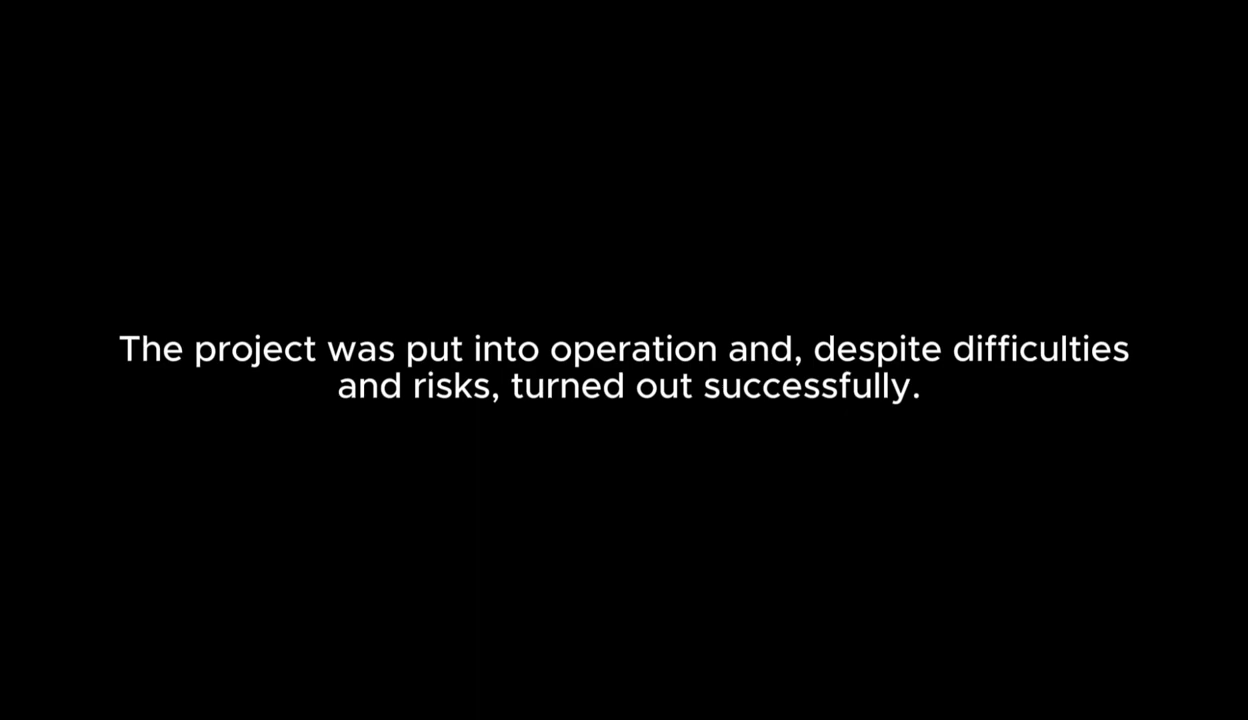 The project was put into operation and, despite difficulties
and risks, turned out successfully.